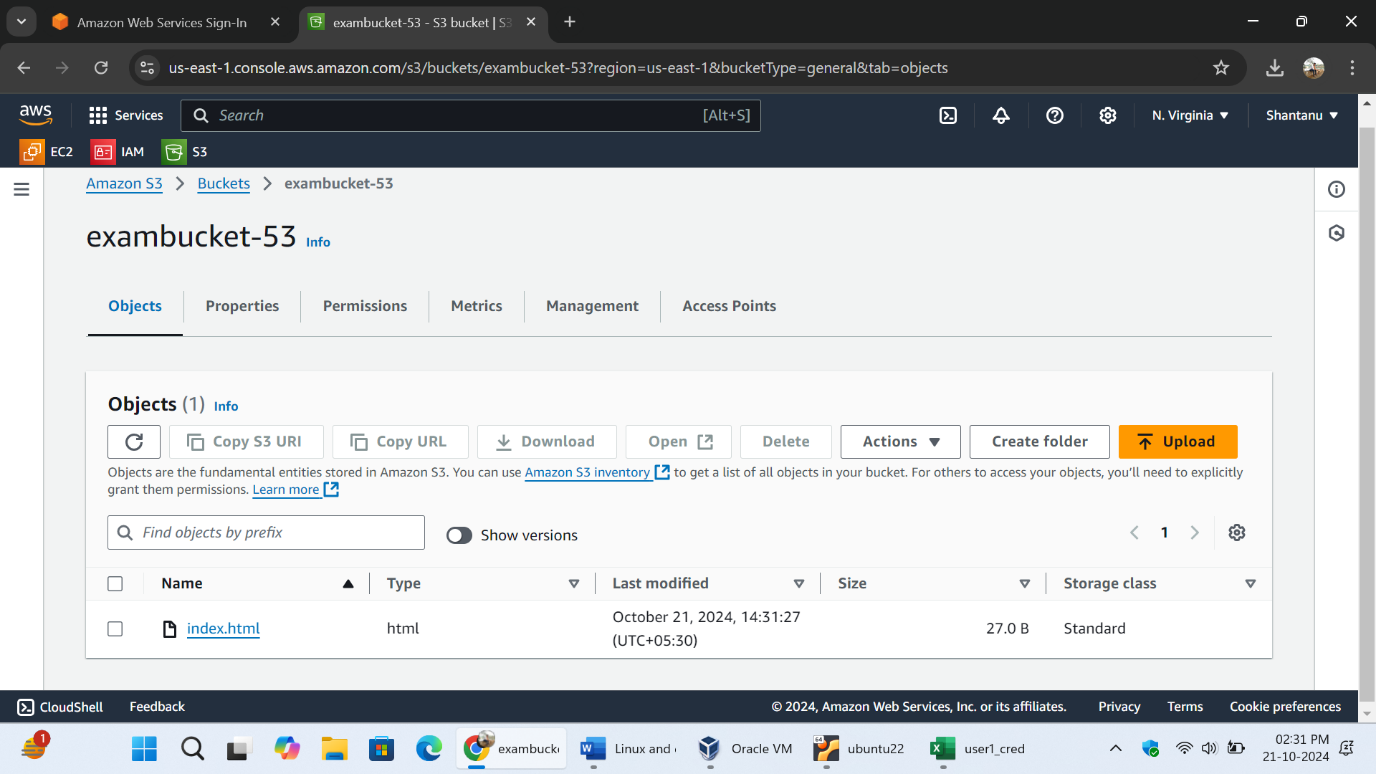 Amazon Web Services Sign-In
exambucket-53 - S3 bucket | S3
us-east-1.console.aws.amazon.com/s3/buckets/exambucket-53?region=us-east-1&bucketType=general&tab=objects
aws
Services
Search
[Alt+S]
N. Virginia
Shantanu
EC2
IAM
S3
Amazon S3
Buckets
exambucket-53
exambucket-53 Info
Objects
Properties
Permissions
Metrics
Management
Access Points
Objects (1) Info
Copy S3 URI
Copy URL
Download
Open
Delete
Actions
Create folder
Upload
Objects are the fundamental entities stored in Amazon S3. You can use Amazon S3 inventory to get a list of all objects in your bucket. For others to access your objects, you'll need to explicitly
grant them permissions. Learn more
Find objects by prefix
Show versions
1
Name
Type
Last modified
Size
Storage class
index.html
html
October 21, 2024, 14:31:27
(UTC+05:30)
27.0 B
Standard
CloudShell
Feedback
© 2024, Amazon Web Services, Inc. or its affiliates.
Privacy
Terms
Cookie preferences
1
exambucke
Linux and
Oracle VM
64
ubuntu22
user1_cred
02:31 PM
21-10-2024